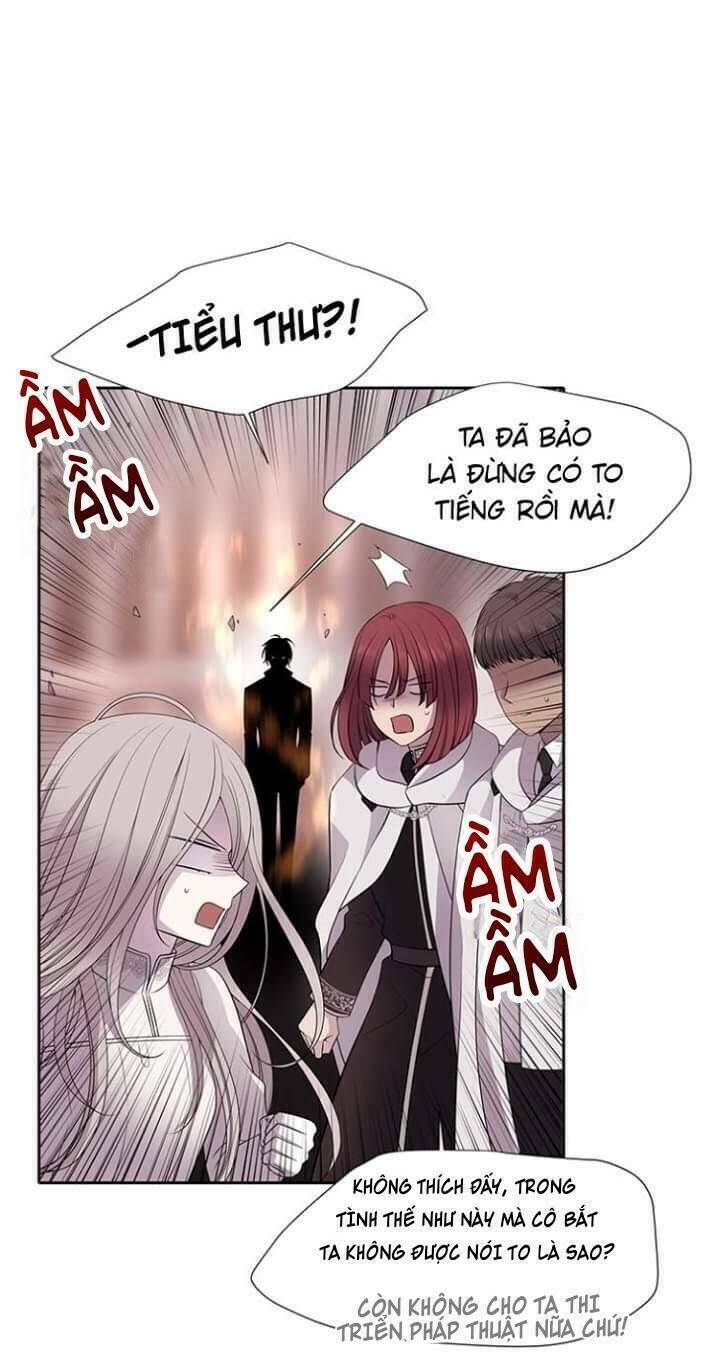 -TIỂU THƯ?!
ẦM
ẦM
TA ĐÃ BẢO
LÀ ĐỪNG CÓ TO
TIẾNG RỒI MÀ!
ẦM
ẦM
KHÔNG THÍCH ĐẤY, TRONG
TÌNH THẾ NHƯ NÀY MÀ CÔ BẮT
TA KHÔNG ĐƯỢC NÓI TO LÀ SAO?
CÒN KHÔNG CHO TA THI
TRIỂN PHÁP THUẬT NỮA CHỨ!